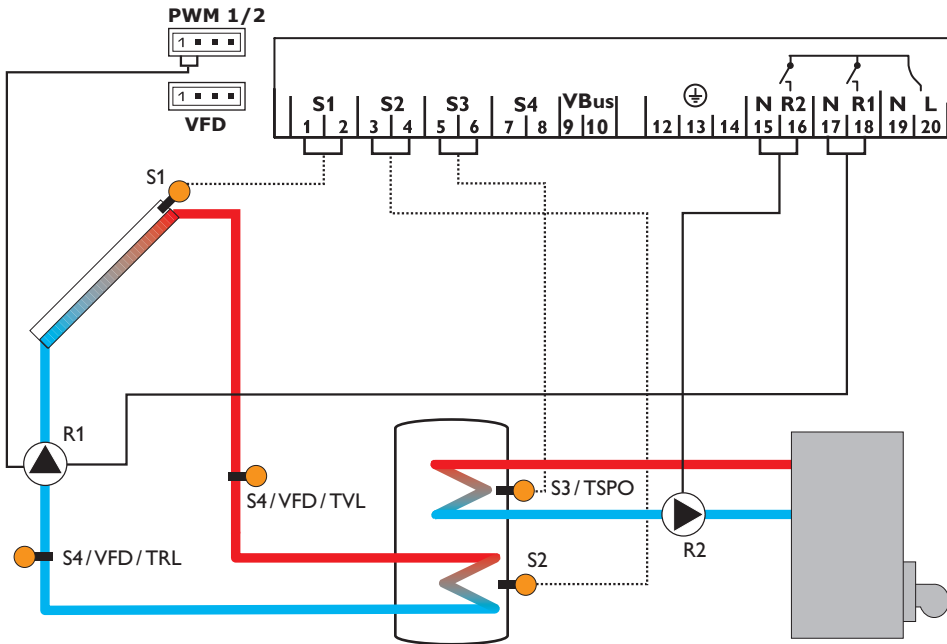 PWM 1/2
1
1
VFD
S1 S2 S3 S4 VBus N R2 N R1 N L
1 2 3 4 5 6 7 8 9 10 12 13 14 15 16 17 18 19 20
S1
R1
S4/VFD/TVL
S3/TSPO
R2
S4/VFD/TRL
S2